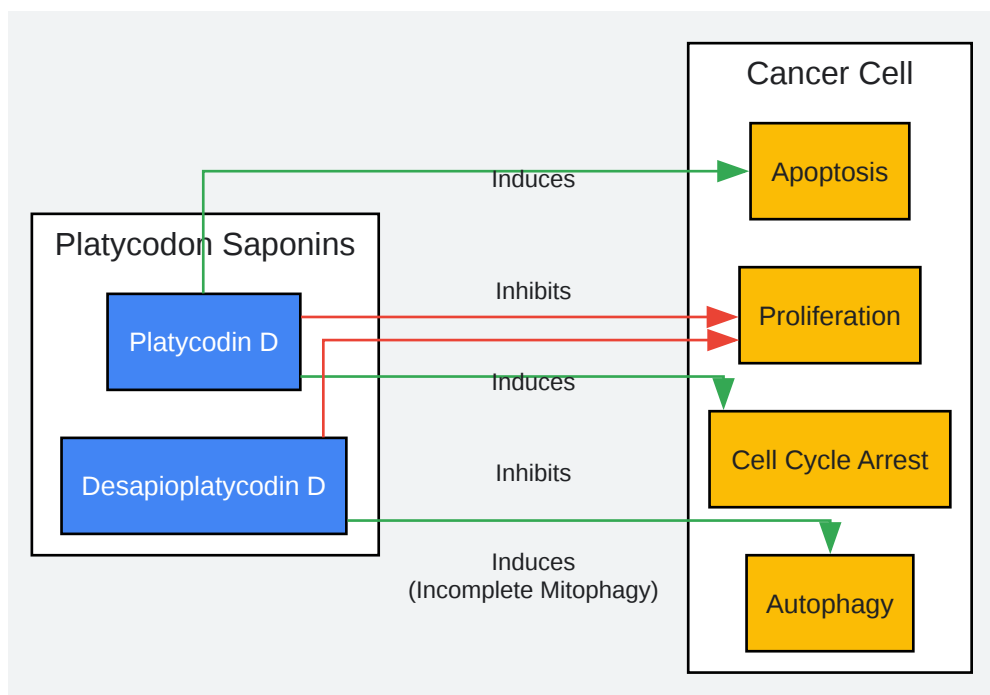 Cancer Cell
Apoptosis
Induces
Platycodon Saponins
Inhibits
Proliferation
Platycodin D
Induces
Cell Cycle Arrest
Inhibits
Desapioplatycodin D
Induces
(Incomplete Mitophagy)
Autophagy